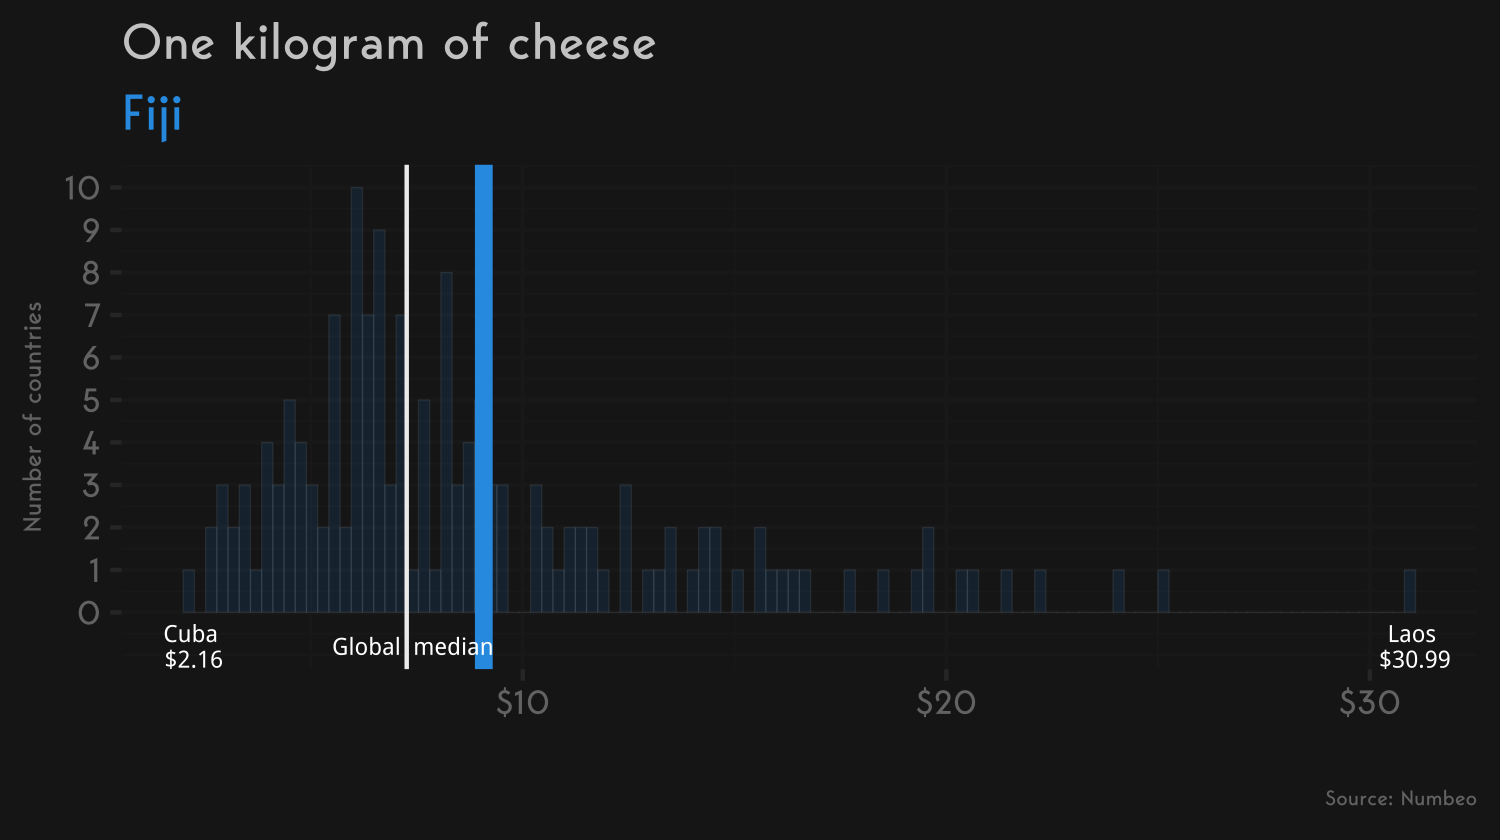 One kilogram of cheese
Fiji
Number of countries
10
9
8
7
6
5
4
3
2
1
0
Cuba
$2.16
Global median
Laos
$30.99
$10
$20
$30
Source: Numbeo